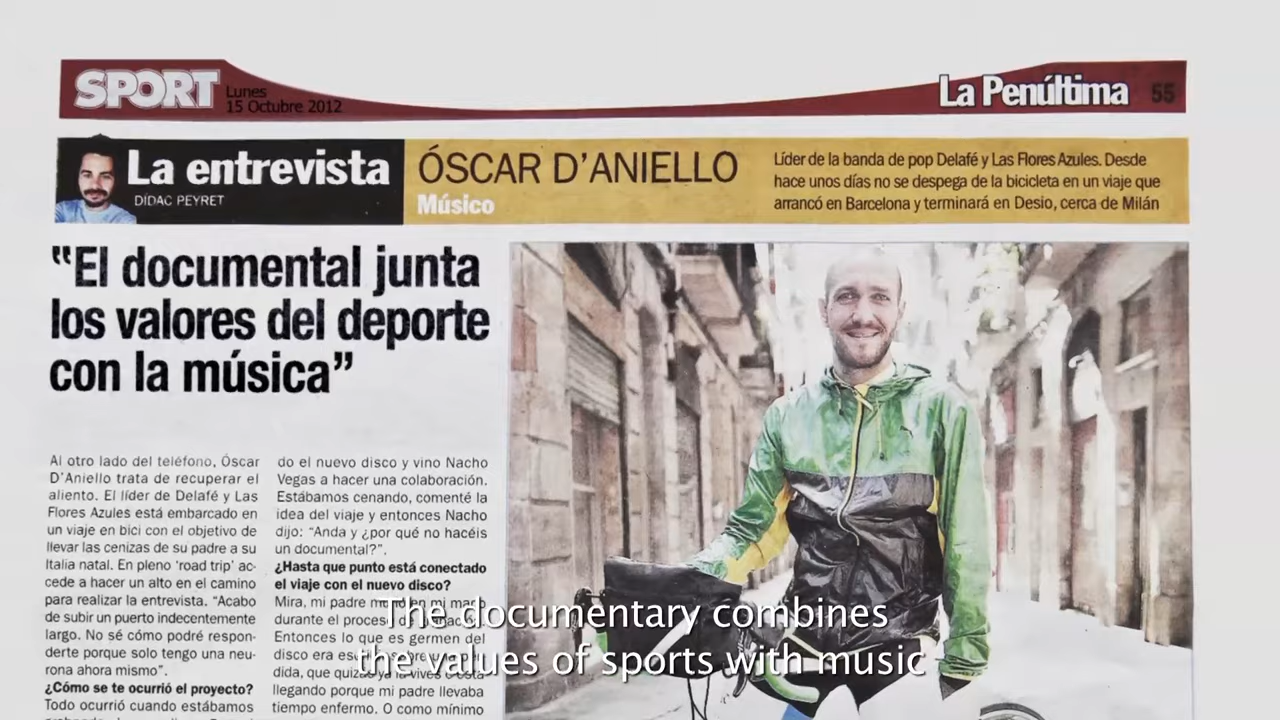 SPORT
Lunes
15 Octubre 2012
La Penúltima
55
La entrevista
DÍDAC PEYRET
ÓSCAR D'ANIELLO
Músico
Líder de la banda de pop Delafé y Las Flores Azules. Desde
hace unos días no se despega de la bicicleta en un viaje que
arrancó en Barcelona y terminará en Desio, cerca de Milán
"El documental junta
los valores del deporte
con la música"
Al otro lado del teléfono, Óscar
D'Aniello trata de recuperar el
aliento. El líder de Delafé y Las
Flores Azules está embarcado en
un viaje en bici con el objetivo de
llevar las cenizas de su padre a su
Italia natal. En pleno 'road trip' ac-
cede a hacer un alto en el camino
para realizar la entrevista. "Acabo
de subir un puerto indecentemente
largo. No sé cómo podré respon-
derte porque solo tengo una neu-
rona ahora mismo".
¿Cómo se te ocurrió el proyecto?
Todo ocurrió cuando estábamos
do el nuevo disco y vino Nacho
Vegas a hacer una colaboración.
Estábamos cenando, comenté la
idea del viaje y entonces Nacho
dijo: "Anda y ¿por qué no hacéis
un documental?".
¿Hasta que punto está conectado
el viaje con el nuevo disco?
Mira, mi padre
durante el proceso
Entonces lo que es germen del
disco era
dida, que
llegando porque mi padre llevaba
tiempo enfermo. O como mínimo
The documentary combines
the values of sports with music